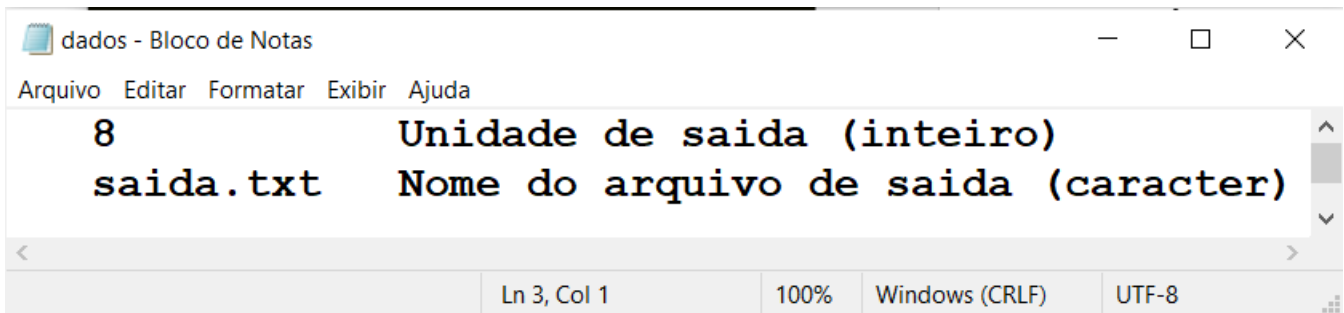 dados - Bloco de Notas
Arquivo Editar Formatar Exibir Ajuda
8 Unidade de saida (inteiro)
saida.txt Nome do arquivo de saida (caracter)
Ln 3, Col 1 100% Windows (CRLF) UTF-8